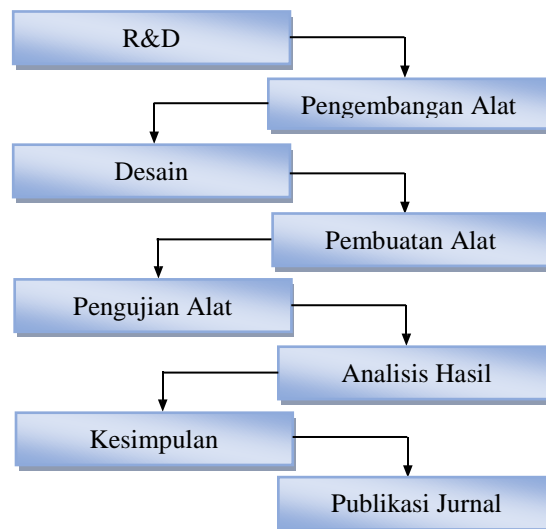 R&D
Pengembangan Alat
Desain
Pembuatan Alat
Pengujian Alat
Analisis Hasil
Kesimpulan
Publikasi Jurnal